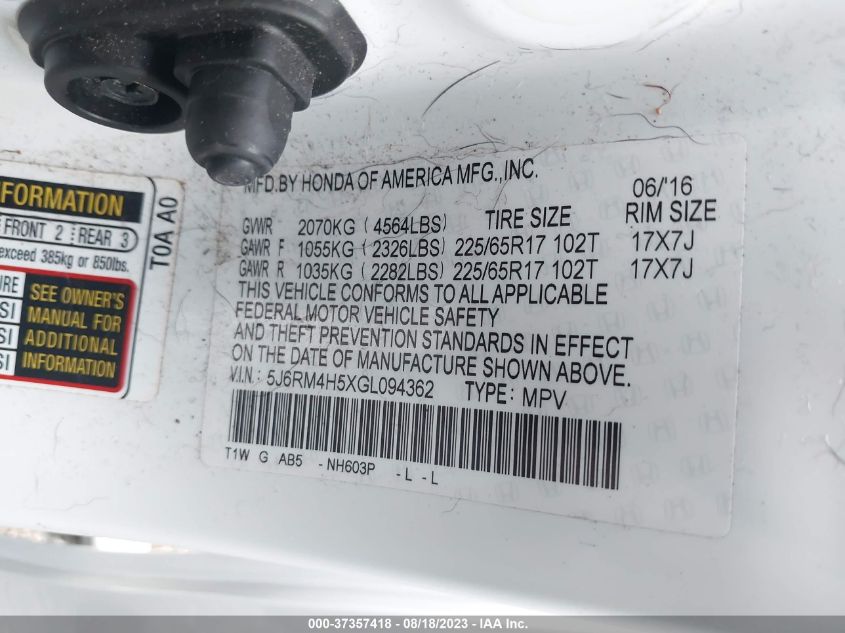 FORMATION
FRONT 2 REAR 3
exceed 385kg or 850lbs.
SEE OWNER'S
MANUAL FOR
ADDITIONAL
INFORMATION
T0A A0
MFD.BY HONDA OF AMERICA MFG.,INC. 06/'16
GVWR 2070KG (4564LBS) TIRE SIZE RIM SIZE
GAWR F 1055KG (2326LBS) 225/65R17 102T 17X7J
GAWR R 1035KG (2282LBS) 225/65R17 102T 17X7J
THIS VEHICLE CONFORMS TO ALL APPLICABLE
FEDERAL MOTOR VEHICLE SAFETY
AND THEFT PREVENTION STANDARDS IN EFFECT
ON THE DATE OF MANUFACTURE SHOWN ABOVE.
V.I.N.: 5J6RM4H5XGL094362 TYPE: MPV
T1W G AB5 -NH603P -L -L
000-37357418 - 08/18/2023 - IAA Inc.